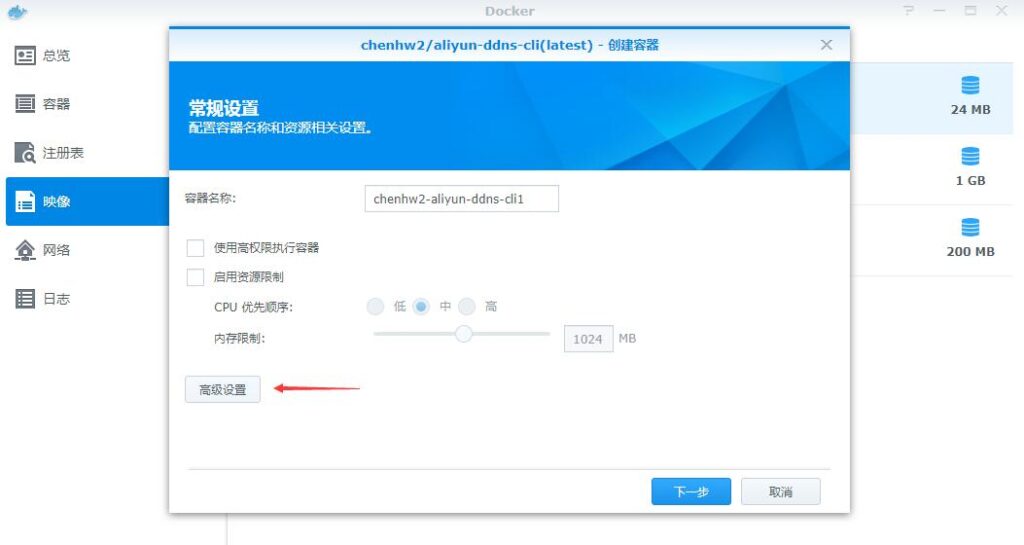 Docker
总览
容器
注册表
映像
网络
日志
chenhw2/aliyun-ddns-cli(latest) - 创建容器
常规设置
配置容器名称和资源相关设置。
容器名称:
chenhw2-aliyun-ddns-cli1
使用高权限执行容器
启用资源限制
CPU 优先顺序:
低 中 高
内存限制:
1024 MB
高级设置
下一步 取消
24 MB
1 GB
200 MB